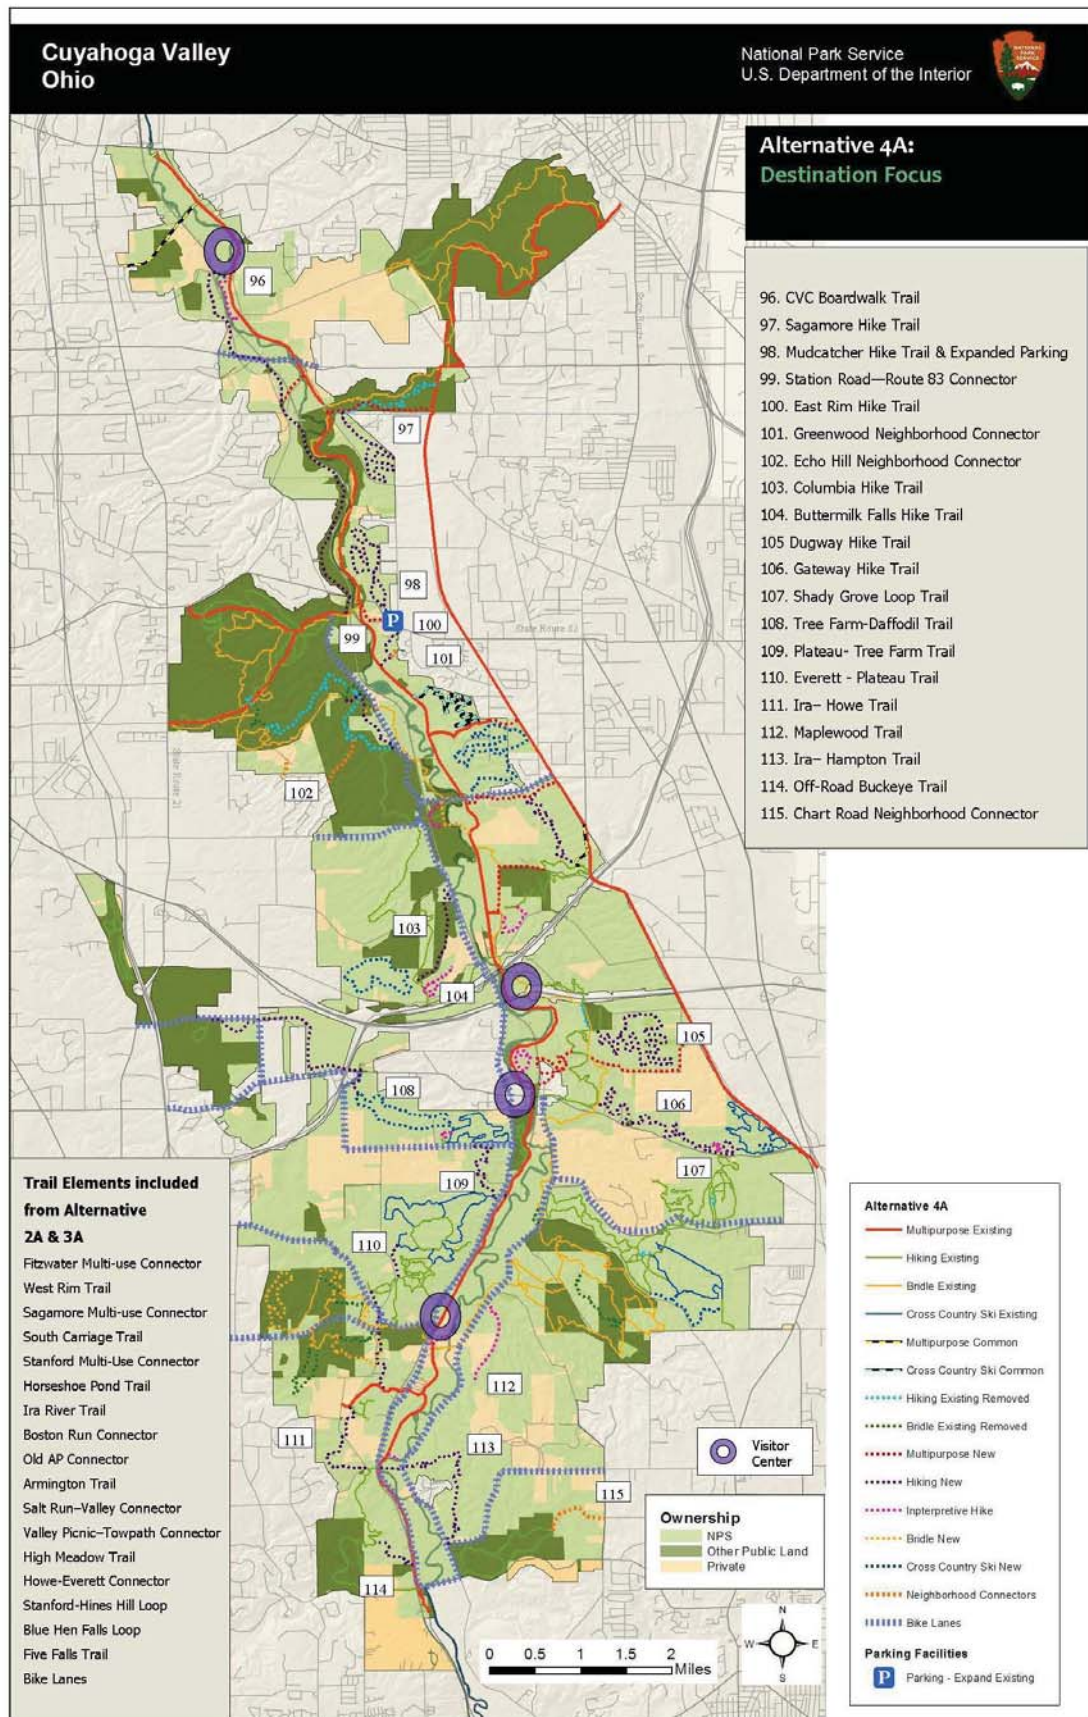 Cuyahoga Valley
Ohio
National Park Service
U.S. Department of the Interior
Alternative 4A:
Destination Focus
96. CVC Boardwalk Trail
97. Sagamore Hike Trail
98. Mudcatcher Hike Trail & Expanded Parking
99. Station Road—Route 83 Connector
100. East Rim Hike Trail
101. Greenwood Neighborhood Connector
102. Echo Hill Neighborhood Connector
103. Columbia Hike Trail
104. Buttermilk Falls Hike Trail
105 Dugway Hike Trail
106. Gateway Hike Trail
107. Shady Grove Loop Trail
108. Tree Farm-Daffodil Trail
109. Plateau- Tree Farm Trail
110. Everett - Plateau Trail
111. Ira– Howe Trail
112. Maplewood Trail
113. Ira– Hampton Trail
114. Off-Road Buckeye Trail
115. Chart Road Neighborhood Connector
96
97
98
P
100
99
101
State Route 82
State Route 21
102
103
104
105
108
106
107
109
110
112
111
113
115
114
Trail Elements included
from Alternative
2A & 3A
Fitzwater Multi-use Connector
West Rim Trail
Sagamore Multi-use Connector
South Carriage Trail
Stanford Multi-Use Connector
Horseshoe Pond Trail
Ira River Trail
Boston Run Connector
Old AP Connector
Armington Trail
Salt Run–Valley Connector
Valley Picnic–Towpath Connector
High Meadow Trail
Howe-Everett Connector
Stanford-Hines Hill Loop
Blue Hen Falls Loop
Five Falls Trail
Bike Lanes
Visitor
Center
Ownership
NPS
Other Public Land
Private
0 0.5 1 1.5 2
Miles
N
W E
S
Alternative 4A
Multipurpose Existing
Hiking Existing
Bridle Existing
Cross Country Ski Existing
Multipurpose Common
Cross Country Ski Common
Hiking Existing Removed
Bridle Existing Removed
Multipurpose New
Hiking New
Inpterpretive Hike
Bridle New
Cross Country Ski New
Neighborhood Connectors
Bike Lanes
Parking Facilities
P Parking - Expand Existing